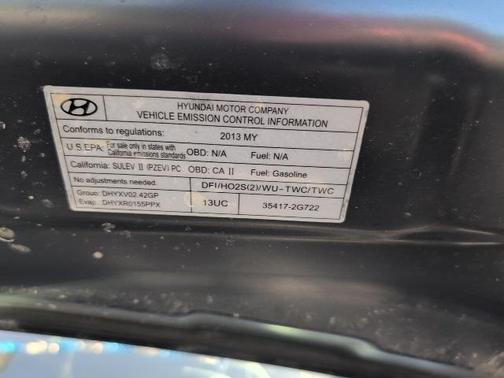 HYUNDAI MOTOR COMPANY
VEHICLE EMISSION CONTROL INFORMATION
Conforms to regulations: 2013 MY
U.S EPA: For sale only in states with California emissions standards OBD: N/A Fuel: N/A
California: SULEV II (PZEV) PC OBD: CA II Fuel: Gasoline
No adjustments needed. DFI/HO2S(2)/WU-TWC/TWC
Group: DHYXV02.42GP
Evap: DHYXR0155PPX 13UC 35417-2G722